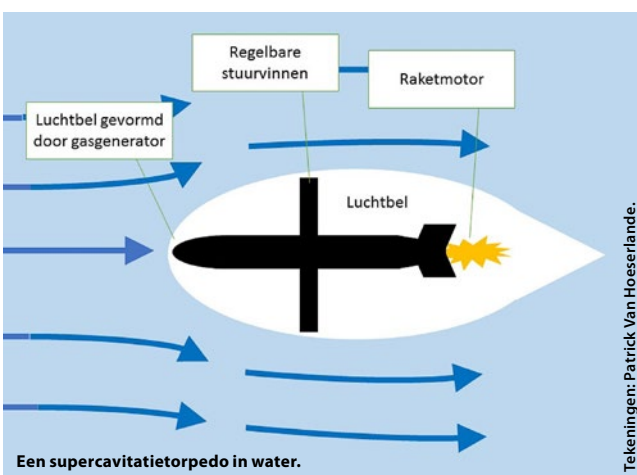 Regelbare
stuurvinnen
Raketmotor
Luchtbel gevormd
door gasgenerator
Luchtbel
Een supercavitatietorpedo in water.
Tekeningen: Patrick Van Hoeserlande.